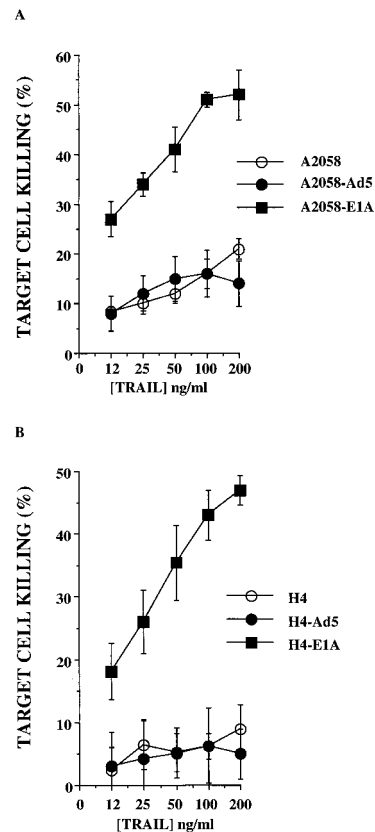 A
TARGET CELL KILLING (%)
60
50
40
30
20
10
0
0 12 25 50 100 200
[TRAIL] ng/ml
A2058
A2058-Ad5
A2058-E1A
B
TARGET CELL KILLING (%)
50
40
30
20
10
0
0 12 25 50 100 200
[TRAIL] ng/ml
H4
H4-Ad5
H4-E1A